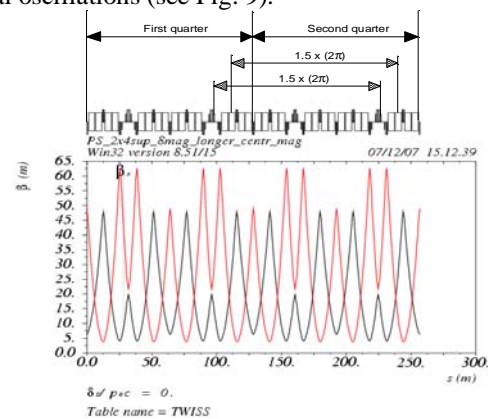 al oscillations (see Fig. 9).
First quarter
Second quarter
1.5 x (2π)
1.5 x (2π)
PS_2x4sup_8mag_longer_centr_mag
Win32 version 8.51/15 07/12/07 15.12.39
β (m)
65.
60.
55.
50.
45.
40.
35.
30.
25.
20.
15.
10.
5.
0.0
0.0 50. 100. 150. 200. 250. 300.
s (m)
δE/ p0c = 0.
Table name = TWISS